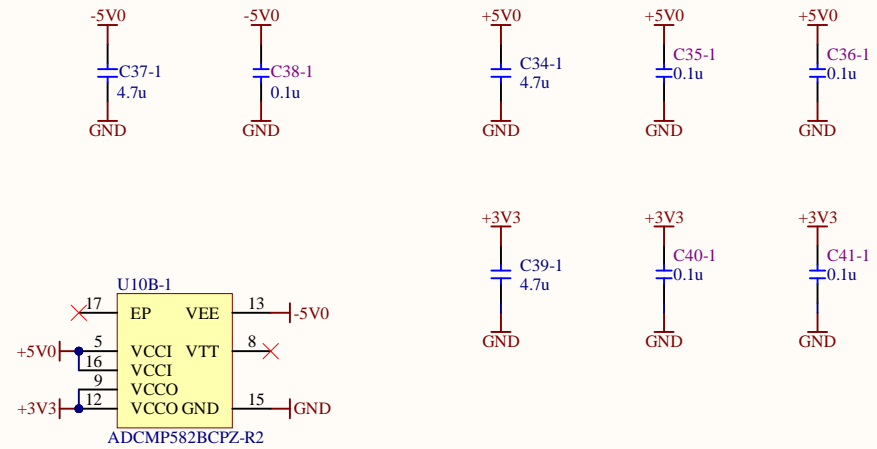 -5V0
-5V0
+5V0
+5V0
+5V0
C37-1
4.7u
C38-1
0.1u
C34-1
4.7u
C35-1
0.1u
C36-1
0.1u
GND
GND
GND
GND
GND
+3V3
+3V3
+3V3
C39-1
4.7u
C40-1
0.1u
C41-1
0.1u
GND
GND
GND
U10B-1
17 EP VEE 13 -5V0
+5V0 5 VCCI VTT 8
16 VCCI
9 VCCO
+3V3 12 VCCO GND 15 GND
ADCMP582BCPZ-R2